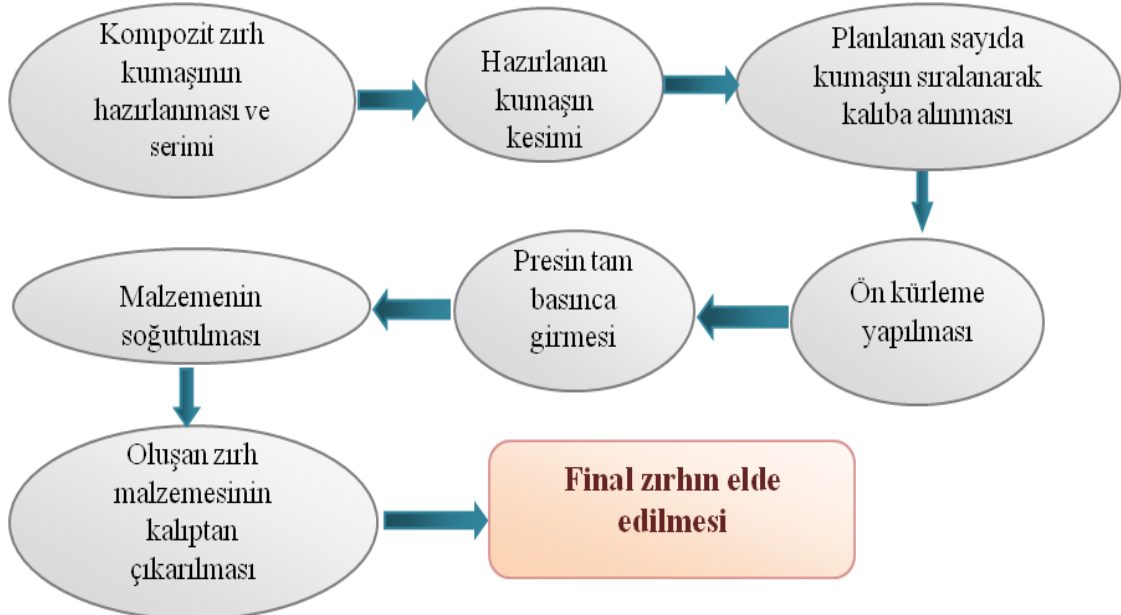 Kompozit zırh
kumaşının
hazırlanması ve
serimi
Hazırlanan
kumaşın
kesimi
Planlanan sayıda
kumaşın sıralanarak
kalıba alınması
Ön kürleme
yapılması
Presin tam
basınca
girmesi
Malzemenin
soğutulması
Oluşan zırh
malzemesinin
kalıptan
çıkarılması
Final zırhın elde
edilmesi